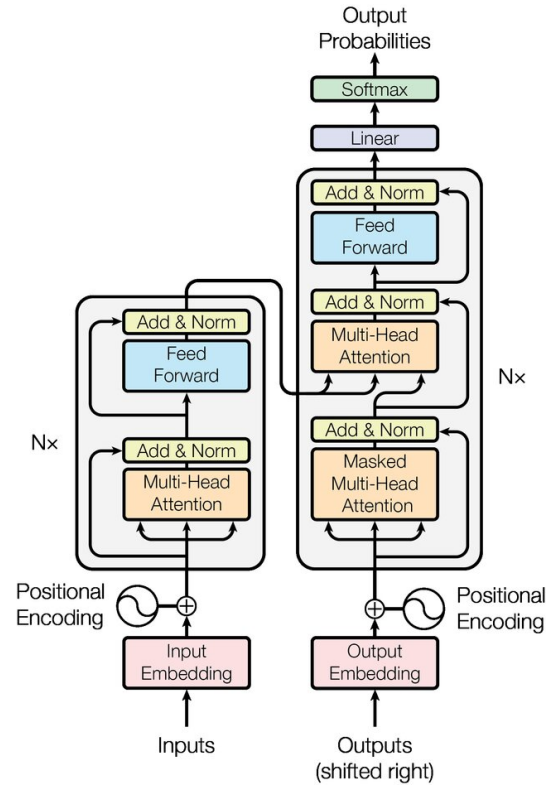 Output
Probabilities
Softmax
Linear
Add & Norm
Feed
Forward
Add & Norm
Multi-Head
Attention
Nx
Add & Norm
Masked
Multi-Head
Attention
Add & Norm
Feed
Forward
Nx
Add & Norm
Multi-Head
Attention
Positional
Encoding
Positional
Encoding
Input
Embedding
Output
Embedding
Inputs
Outputs
(shifted right)